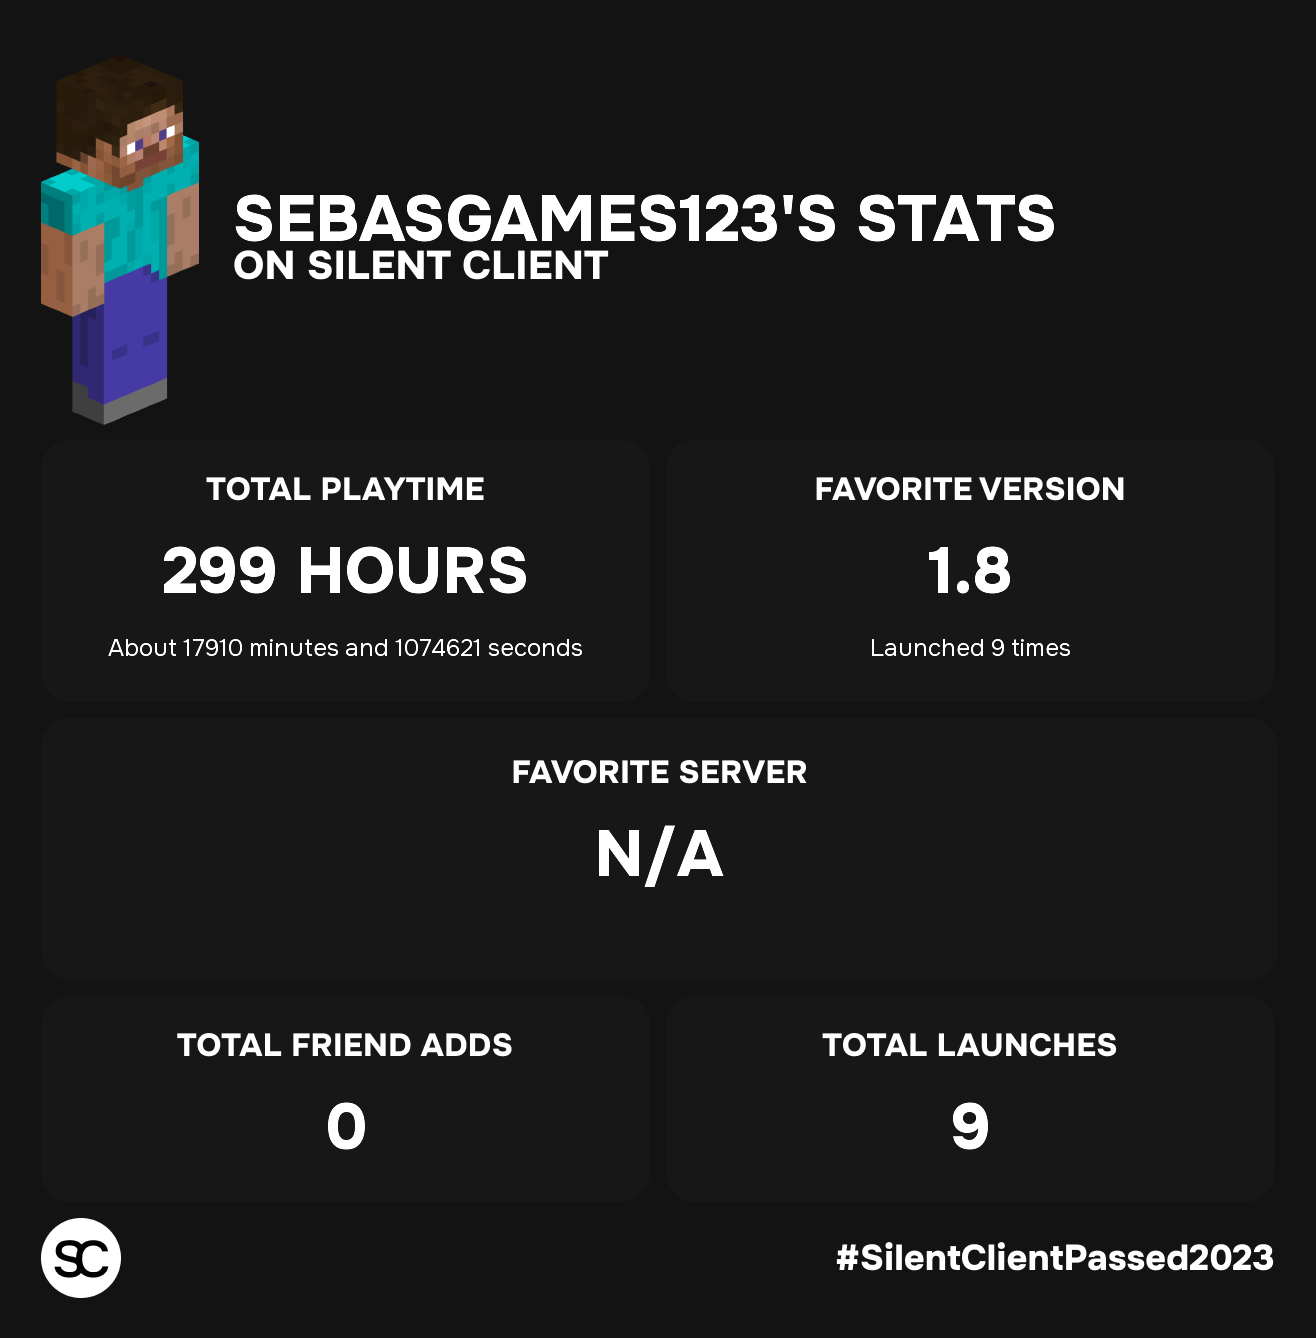 SEBASGAMES123'S STATS
ON SILENT CLIENT
TOTAL PLAYTIME
299 HOURS
About 17910 minutes and 1074621 seconds
FAVORITE VERSION
1.8
Launched 9 times
FAVORITE SERVER
N/A
TOTAL FRIEND ADDS
0
TOTAL LAUNCHES
9
SC
#SilentClientPassed2023